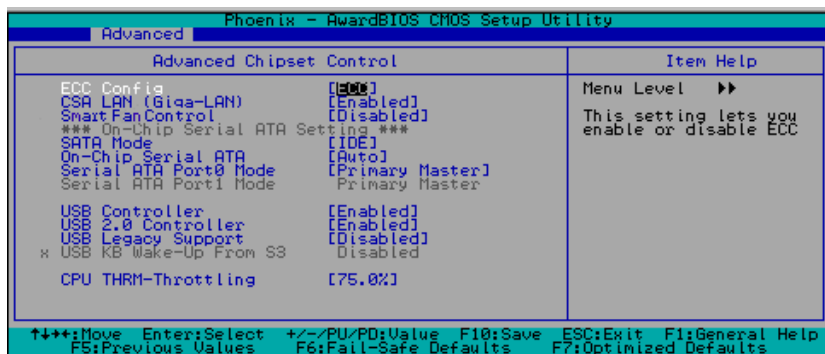 Phoenix - AwardBIOS CMOS Setup Utility
Advanced
Advanced Chipset Control
Item Help
ECC Config [ECC]
CSA LAN (Giga-LAN) [Enabled]
Smart Fan Control [Disabled]
*** On-Chip Serial ATA Setting ***
SATA Mode [IDE]
On-Chip Serial ATA [Auto]
Serial ATA Port0 Mode [Primary Master]
Serial ATA Port1 Mode Primary Master
USB Controller [Enabled]
USB 2.0 Controller [Enabled]
USB Legacy Support [Disabled]
x USB KB Wake-Up From S3 Disabled
CPU THRM-Throttling [75.0%]
Menu Level ▶▶
This setting lets you
enable or disable ECC
↑↓→←:Move Enter:Select +/-/PU/PD:Value F10:Save ESC:Exit F1:General Help
F5:Previous Values F6:Fail-Safe Defaults F7:Optimized Defaults